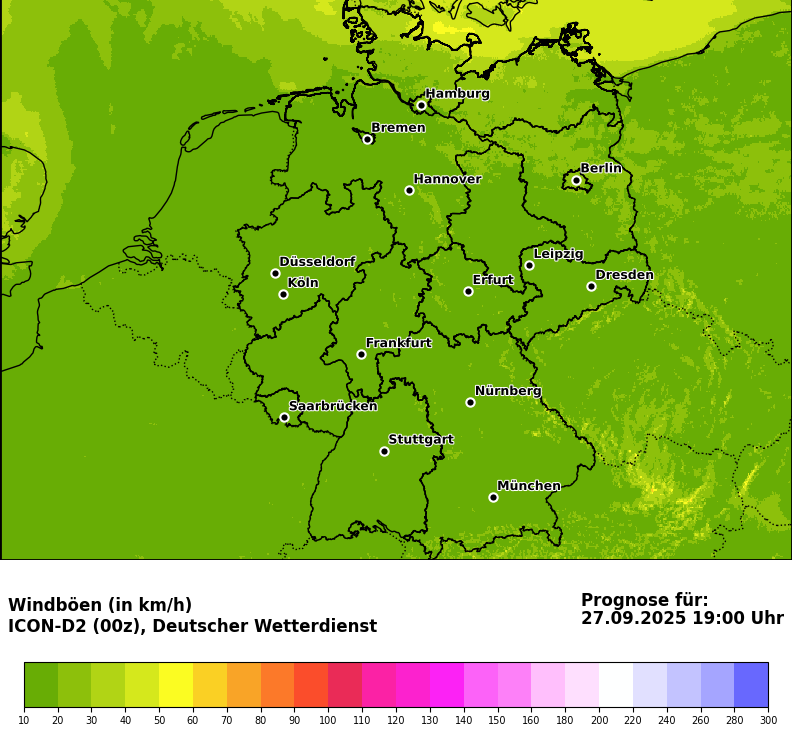 Hamburg
Bremen
Berlin
Hannover
Leipzig
Düsseldorf
Dresden
Köln
Erfurt
Frankfurt
Nürnberg
Saarbrücken
Stuttgart
München
Windböen (in km/h)
ICON-D2 (00z), Deutscher Wetterdienst
Prognose für:
27.09.2025 19:00 Uhr
10 20 30 40 50 60 70 80 90 100 110 120 130 140 150 160 180 200 220 240 260 280 300